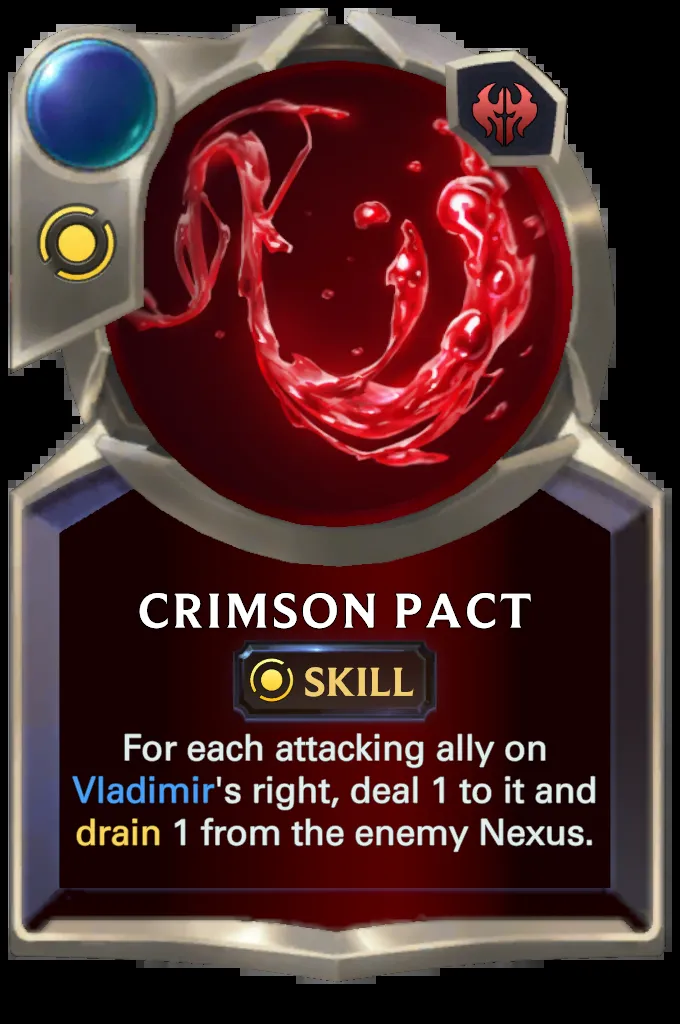 CRIMSON PACT
SKILL
For each attacking ally on
Vladimir's right, deal 1 to it and
drain 1 from the enemy Nexus.